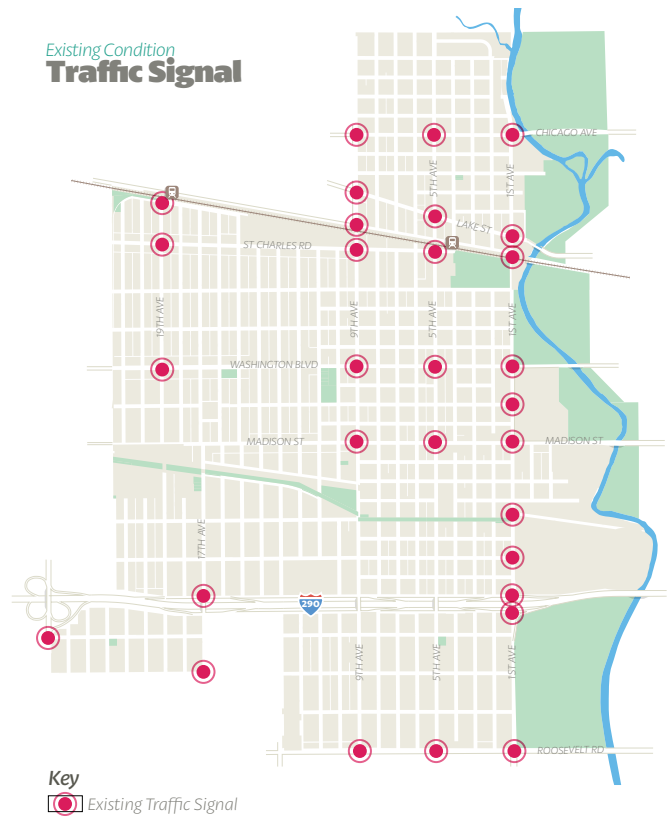 Existing Condition
Traffic Signal
CHICAGO AVE
5TH AVE
1ST AVE
LAKE ST
ST CHARLES RD
19TH AVE
9TH AVE
5TH AVE
1ST AVE
WASHINGTON BLVD
MADISON ST
MADISON ST
17TH AVE
290
9TH AVE
5TH AVE
1ST AVE
ROOSEVELT RD
Key
Existing Traffic Signal